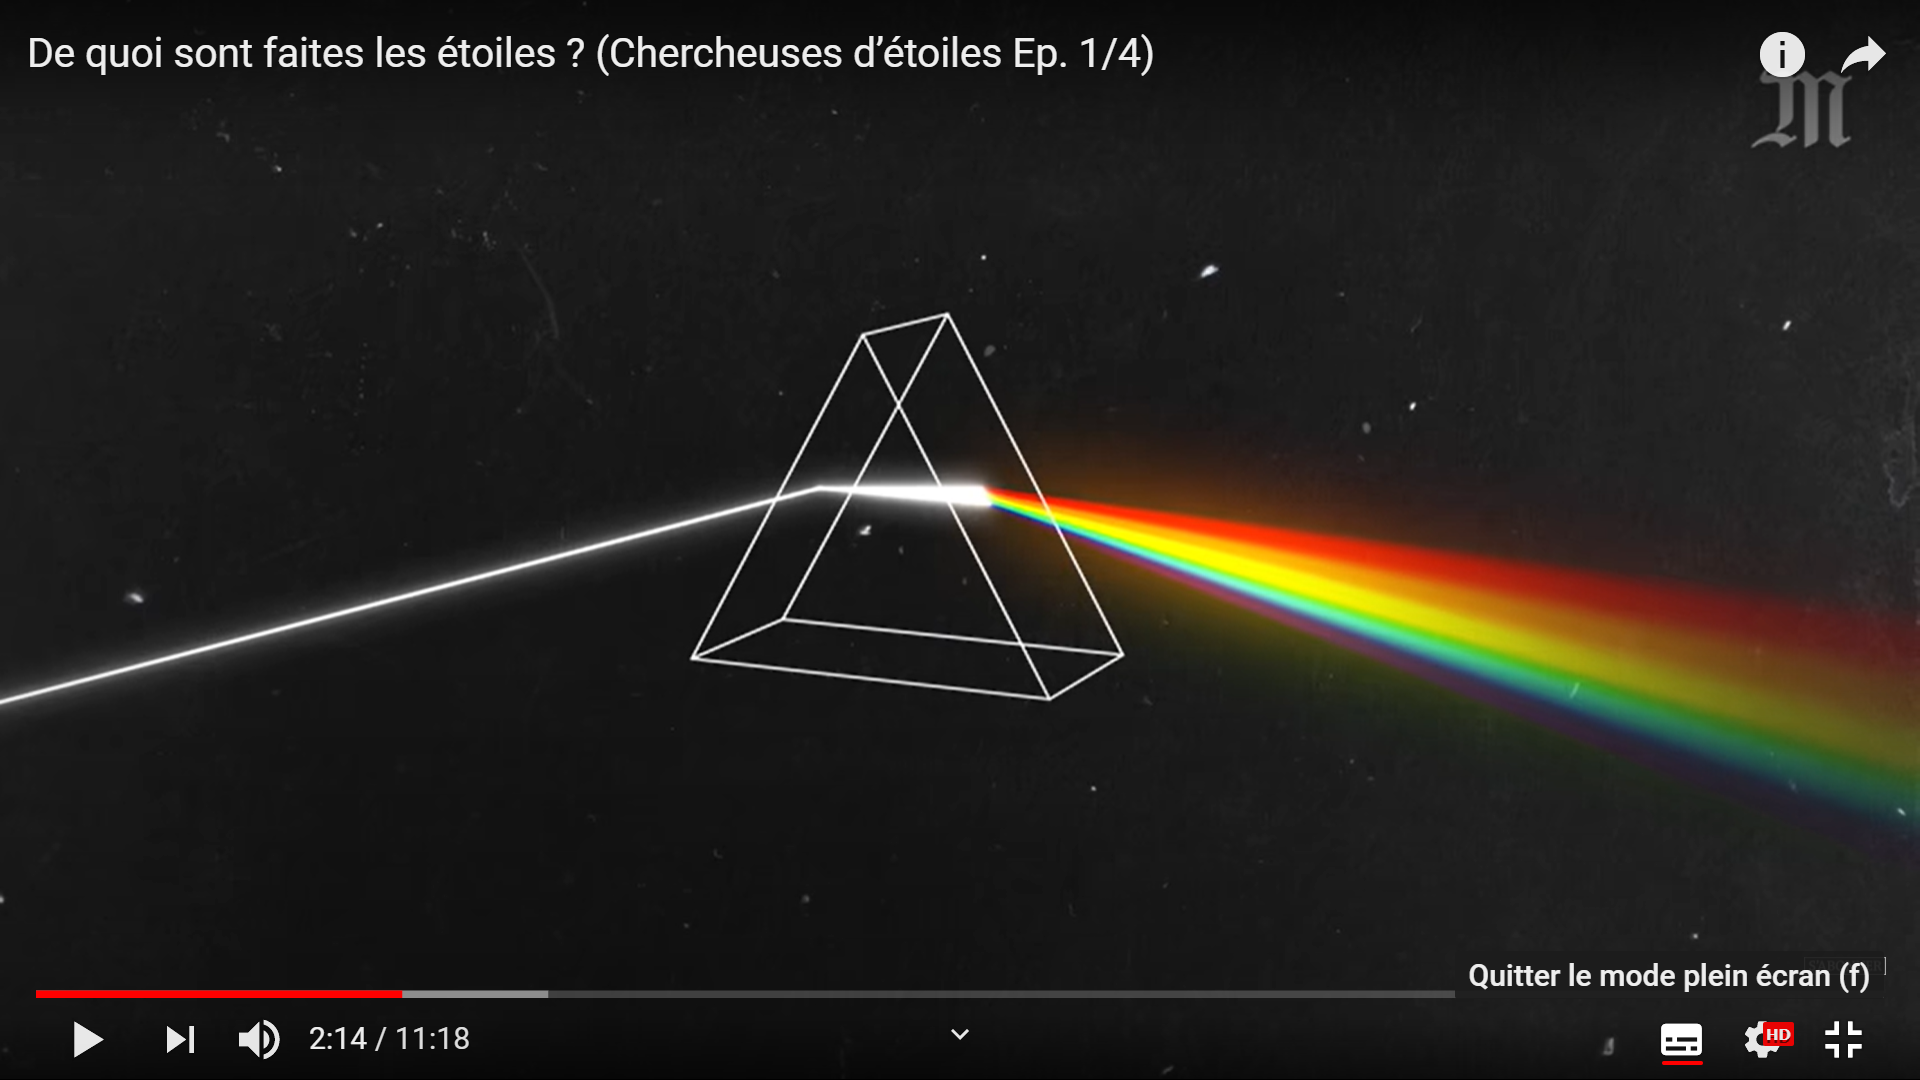 De quoi sont faites les étoiles ? (Chercheuses d’étoiles Ep. 1/4)
i
M
Quitter le mode plein écran (f)
2:14 / 11:18
HD